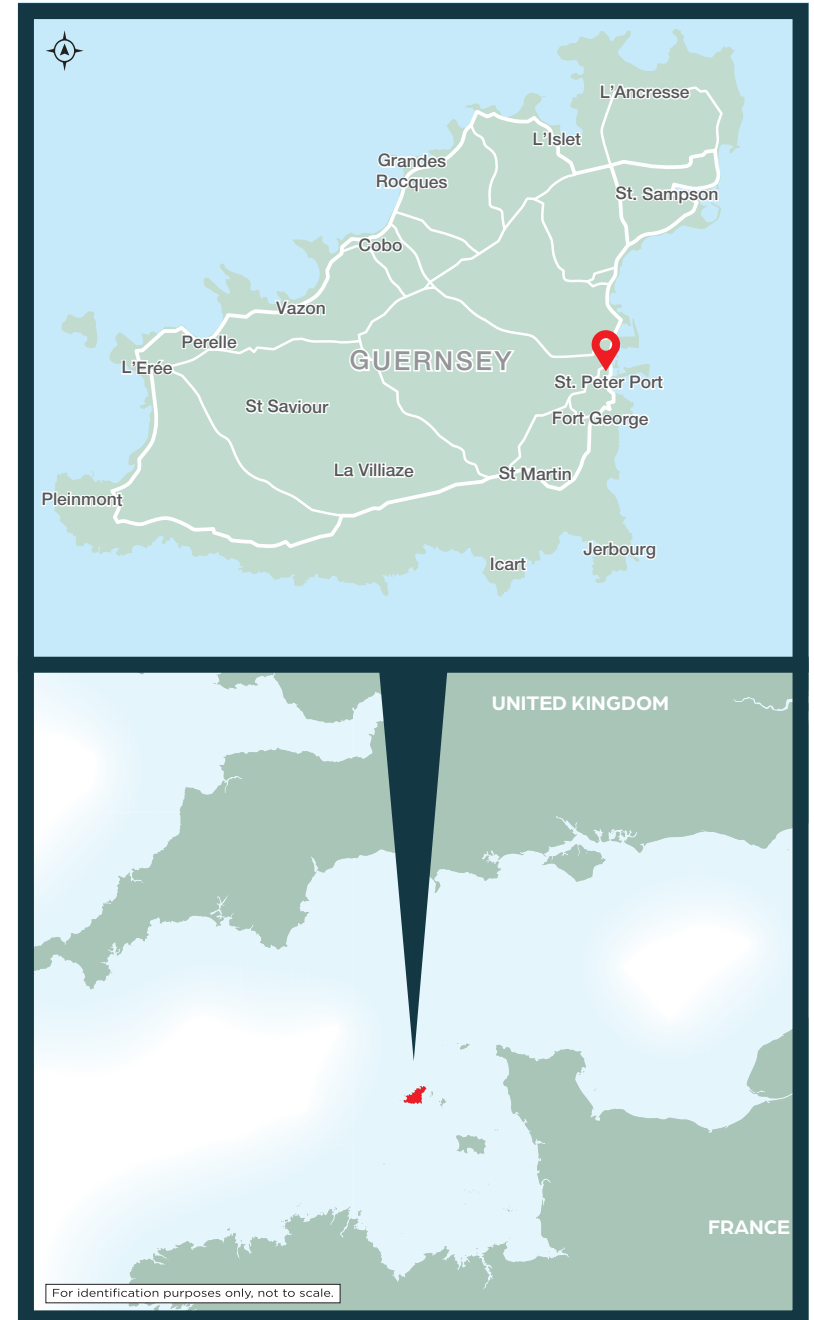 L'Ancresse
L'Islet
Grandes
Rocques
St. Sampson
Cobo
Vazon
Perelle
GUERNSEY
L'Erée
St. Peter Port
St Saviour
Fort George
La Villiaze
St Martin
Pleinmont
Jerbourg
Icart
UNITED KINGDOM
FRANCE
For identification purposes only, not to scale.